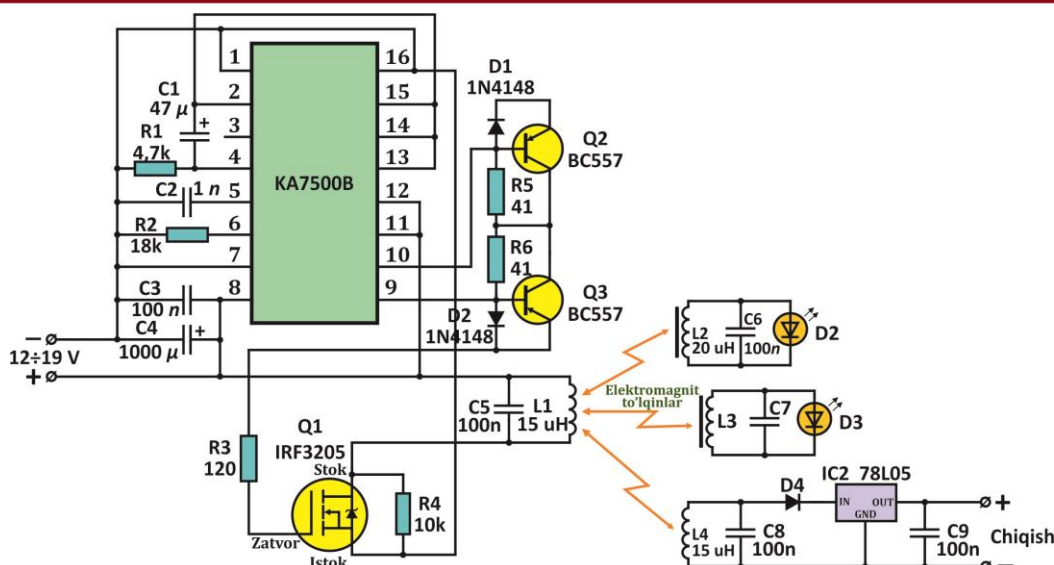 1
2
3
4
5
6
7
8
16
15
14
13
12
11
10
9
KA7500B
C1
47 µ
+
R1
4,7k
C2
1 n
R2
18k
C3
100 n
C4
1000 µ
+
−
12÷19 V
+
D1
1N4148
Q2
BC557
R5
41
R6
41
Q3
BC557
D2
1N4148
R3
120
Q1
IRF3205
Stok
Zatvor
Istok
R4
10k
C5
100n
L1
15 uH
Elektromagnit
to'lqinlar
L2
20 uH
C6
100n
D2
L3
C7
D3
L4
15 uH
C8
100n
D4
IC2 78L05
IN OUT
GND
C9
100n
+
Chiqish
−